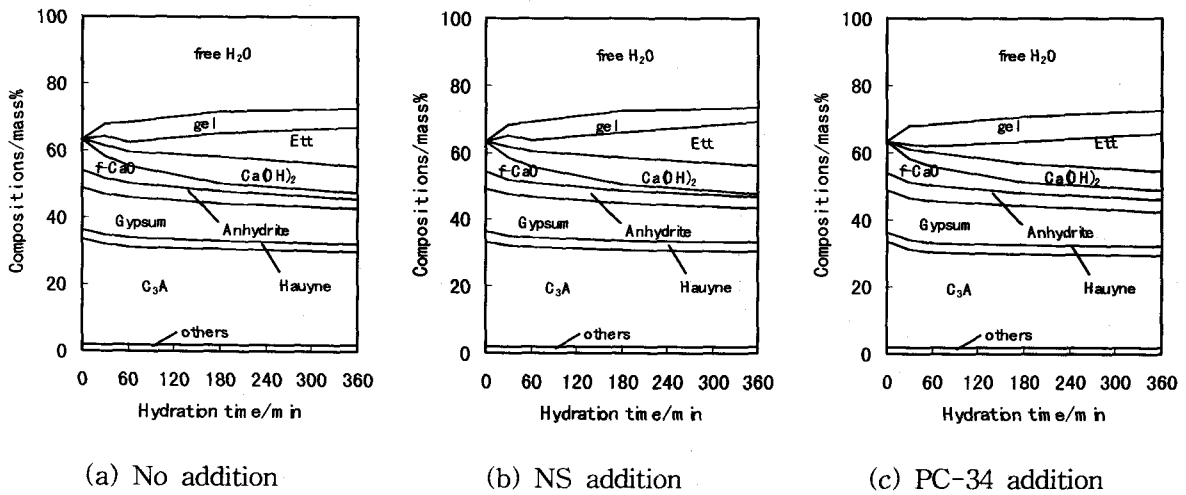 100
80
60
40
20
0
Compositions/mass%
free H₂O
gel
Ett
f-CaO
Ca(OH)₂
Gypsum
Anhydrite
Hauyne
C₃A
others
0 60 120 180 240 300 360
Hydration time/min
(a) No addition
100
80
60
40
20
0
Compositions/mass%
free H₂O
gel
Ett
f-CaO
Ca(OH)₂
Gypsum
Anhydrite
Hauyne
C₃A
others
0 60 120 180 240 300 360
Hydration time/min
(b) NS addition
100
80
60
40
20
0
Compositions/mass%
free H₂O
gel
Ett
f-CaO
Ca(OH)₂
Gypsum
Anhydrite
Hauyne
C₃A
others
0 60 120 180 240 300 360
Hydration time/min
(c) PC-34 addition